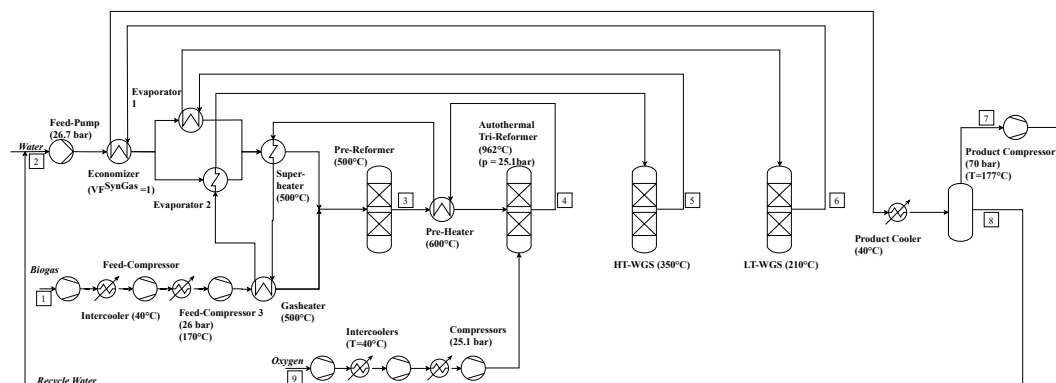 Feed-Pump
(26.7 bar)
Water
2
Economizer
(VFSynGas =1)
Evaporator
1
Evaporator 2
Super-
heater
(500°C)
Pre-Reformer
(500°C)
3
Pre-Heater
(600°C)
Autothermal
Tri-Reformer
(962°C)
(p = 25.1bar)
4
HT-WGS (350°C)
5
LT-WGS (210°C)
6
Product Cooler
(40°C)
7
Product Compressor
(70 bar)
(T=177°C)
8
Biogas
1
Feed-Compressor
Intercooler (40°C)
Feed-Compressor 3
(26 bar)
(170°C)
Gasheater
(500°C)
Oxygen
9
Intercoolers
(T=40°C)
Compressors
(25.1 bar)
Recycle Water